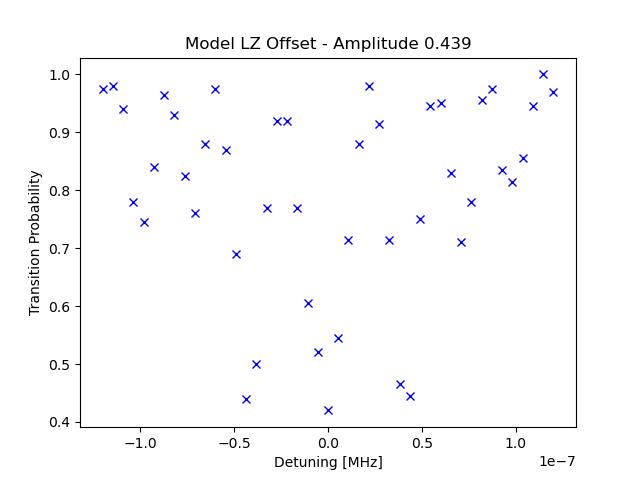 Model LZ Offset - Amplitude 0.439
1.0
0.9
0.8
0.7
0.6
0.5
0.4
Transition Probability
−1.0 −0.5 0.0 0.5 1.0
1e−7
Detuning [MHz]